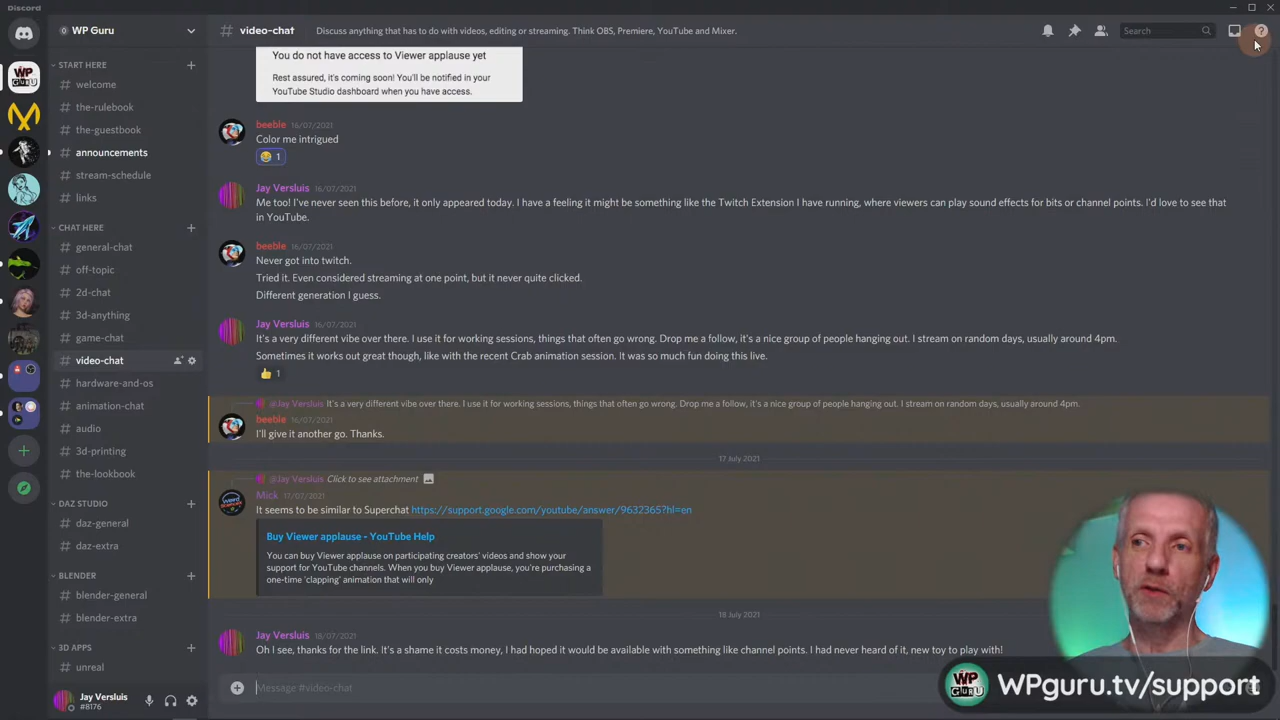 Discord
WP Guru
# video-chat
Discuss anything that has to do with videos, editing or streaming. Think OBS, Premiere, YouTube and Mixer.
Search
START HERE
# welcome
# the-rulebook
# the-guestbook
# announcements
# stream-schedule
# links
CHAT HERE
# general-chat
# off-topic
# 2d-chat
# 3d-anything
# game-chat
# video-chat
# hardware-and-os
# animation-chat
# audio
# 3d-printing
# the-lookbook
DAZ STUDIO
# daz-general
# daz-extra
BLENDER
# blender-general
# blender-extra
3D APPS
# unreal
Jay Versluis
#8176
You do not have access to Viewer applause yet
Rest assured, it's coming soon! You'll be notified in your
YouTube Studio dashboard when you have access.
beeble 16/07/2021
Color me intrigued
1
Jay Versluis 16/07/2021
Me too! I've never seen this before, it only appeared today. I have a feeling it might be something like the Twitch Extension I have running, where viewers can play sound effects for bits or channel points. I'd love to see that
in YouTube.
beeble 16/07/2021
Never got into twitch.
Tried it. Even considered streaming at one point, but it never quite clicked.
Different generation I guess.
Jay Versluis 16/07/2021
It's a very different vibe over there. I use it for working sessions, things that often go wrong. Drop me a follow, it's a nice group of people hanging out. I stream on random days, usually around 4pm.
Sometimes it works out great though, like with the recent Crab animation session. It was so much fun doing this live.
1
@Jay Versluis It's a very different vibe over there. I use it for working sessions, things that often go wrong. Drop me a follow, it's a nice group of people hanging out. I stream on random days, usually around 4pm.
beeble 16/07/2021
I'll give it another go. Thanks.
17 July 2021
@Jay Versluis Click to see attachment
Mick 17/07/2021
It seems to be similar to Superchat https://support.google.com/youtube/answer/9632365?hl=en
Buy Viewer applause - YouTube Help
You can buy Viewer applause on participating creators' videos and show your
support for YouTube channels. When you buy Viewer applause, you're purchasing a
one-time 'clapping' animation that will only
18 July 2021
Jay Versluis 18/07/2021
Oh I see, thanks for the link. It's a shame it costs money, I had hoped it would be available with something like channel points. I had never heard of it, new toy to play with!
Message #video-chat
WP GURU
WPguru.tv/support